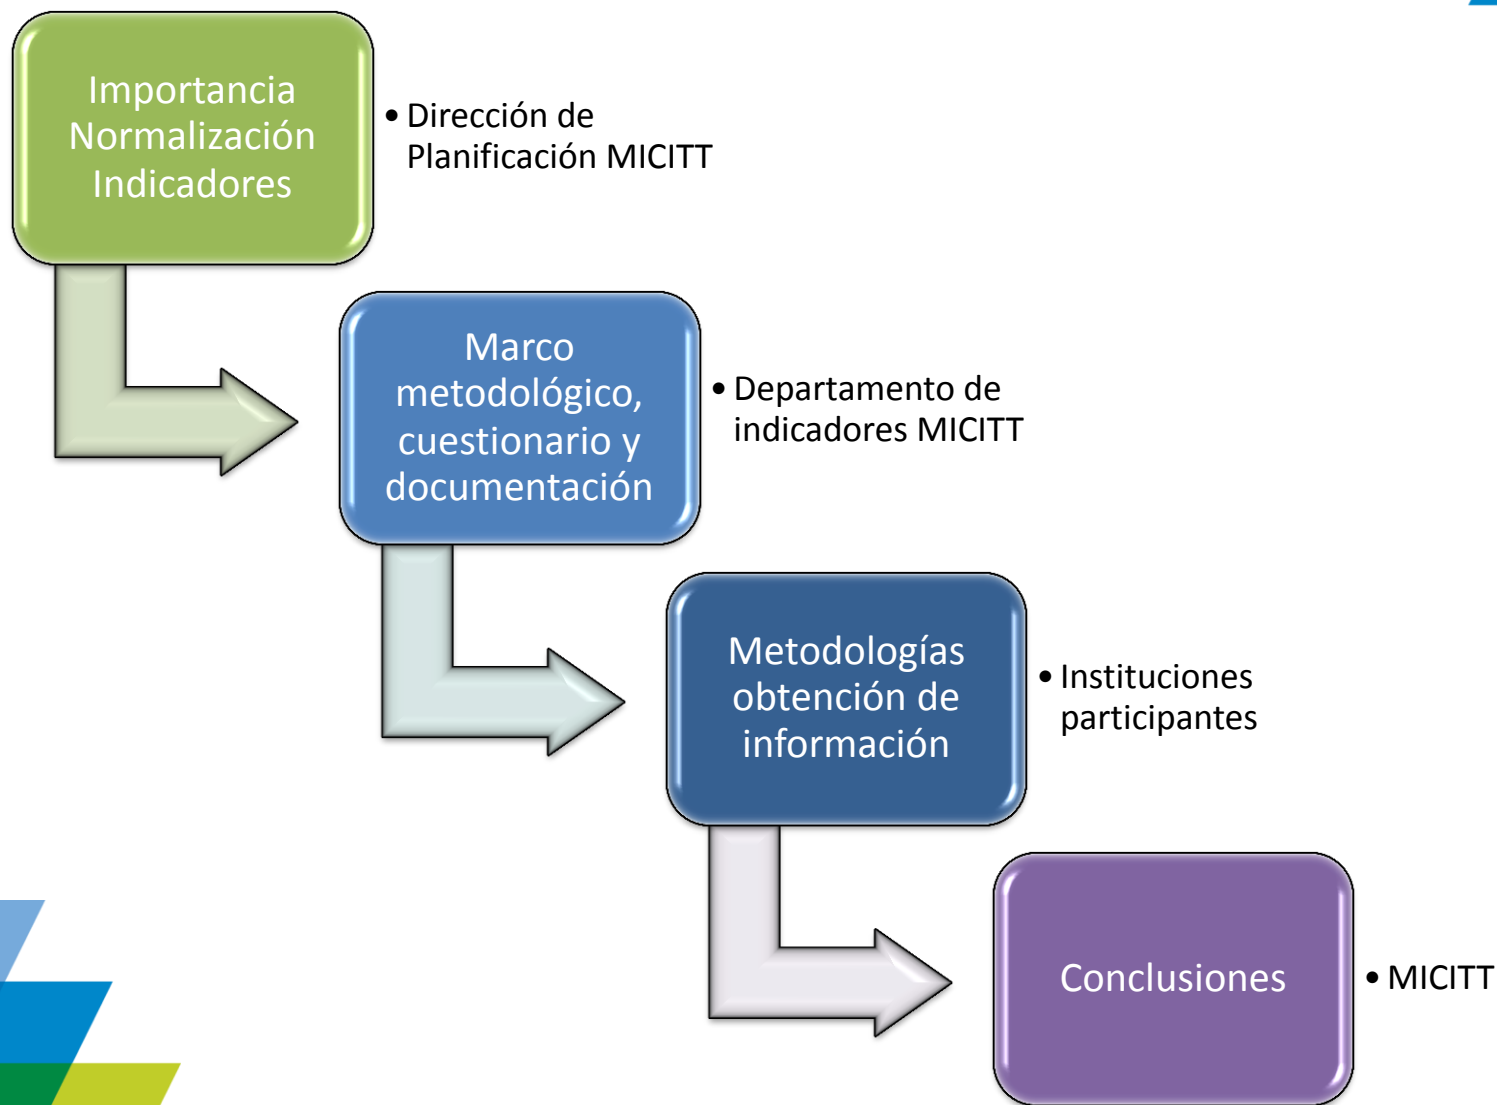 Importancia
Normalización
Indicadores
• Dirección de
Planificación MICITT
Marco
metodológico,
cuestionario y
documentación
• Departamento de
indicadores MICITT
Metodologías
obtención de
información
• Instituciones
participantes
Conclusiones
• MICITT